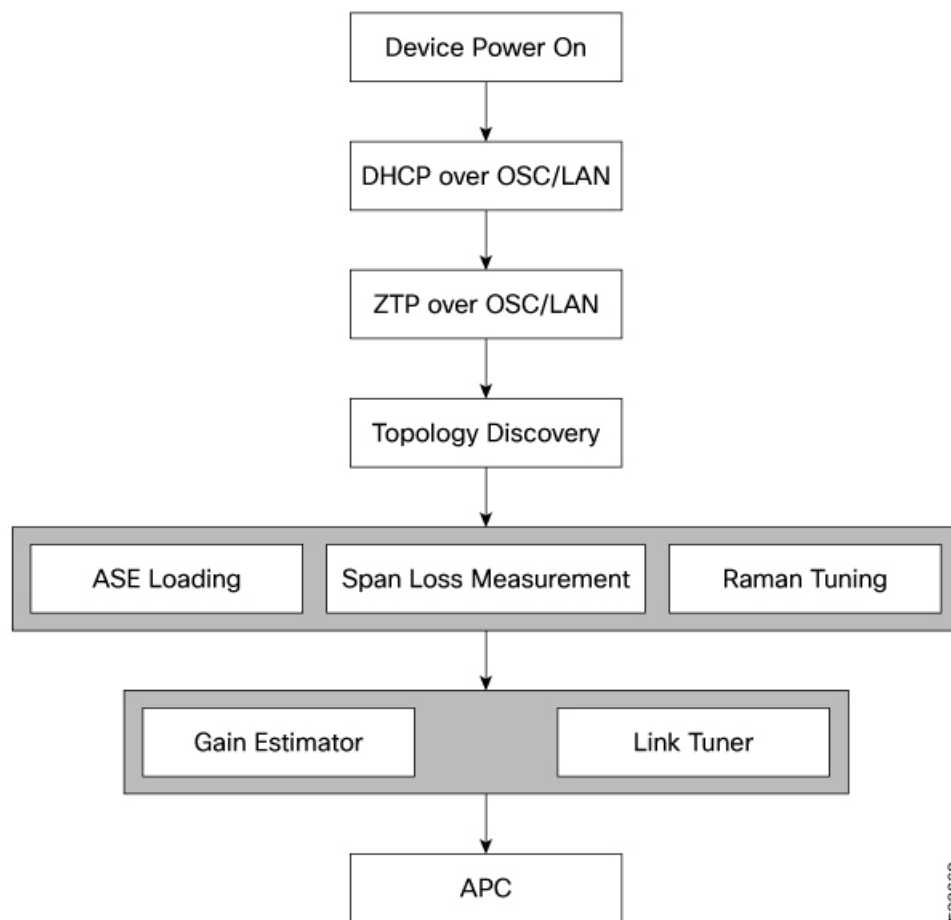 Device Power On
DHCP over OSC/LAN
ZTP over OSC/LAN
Topology Discovery
ASE Loading
Span Loss Measurement
Raman Tuning
Gain Estimator
Link Tuner
APC